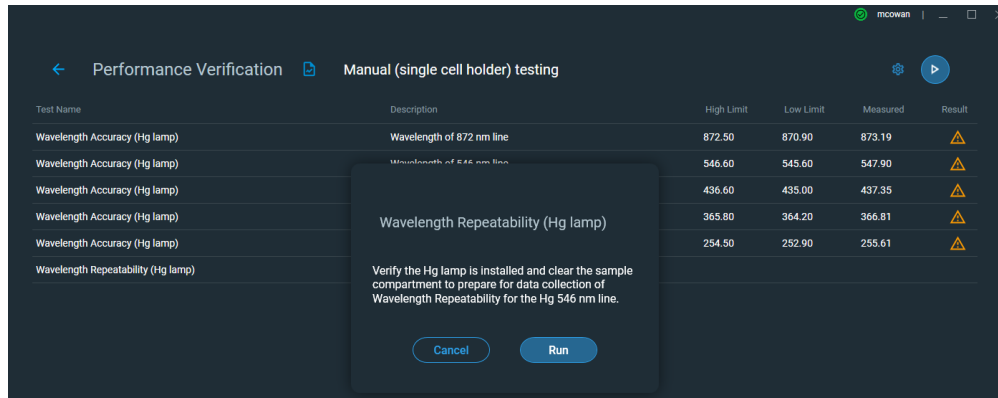 mcowan
Performance Verification Manual (single cell holder) testing
Test Name Description High Limit Low Limit Measured Result
Wavelength Accuracy (Hg lamp) Wavelength of 872 nm line 872.50 870.90 873.19
Wavelength Accuracy (Hg lamp) Wavelength of 546 nm line 546.60 545.60 547.90
Wavelength Accuracy (Hg lamp) 436.60 435.00 437.35
Wavelength Accuracy (Hg lamp) 365.80 364.20 366.81
Wavelength Accuracy (Hg lamp) 254.50 252.90 255.61
Wavelength Repeatability (Hg lamp)
Wavelength Repeatability (Hg lamp)
Verify the Hg lamp is installed and clear the sample
compartment to prepare for data collection of
Wavelength Repeatability for the Hg 546 nm line.
Cancel Run